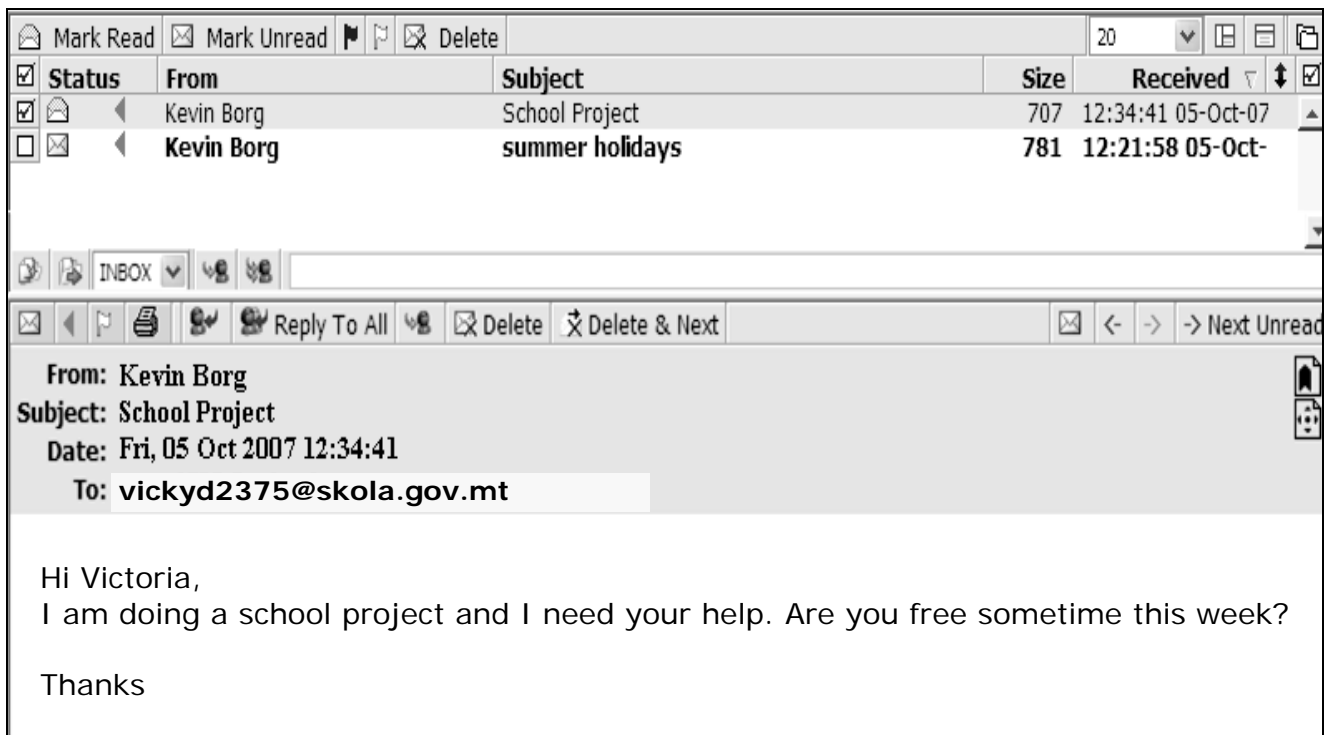 Mark Read Mark Unread Delete 20
Status From Subject Size Received
Kevin Borg School Project 707 12:34:41 05-Oct-07
Kevin Borg summer holidays 781 12:21:58 05-Oct-
INBOX
Reply To All Delete Delete & Next <- -> -> Next Unread
From: Kevin Borg
Subject: School Project
Date: Fri, 05 Oct 2007 12:34:41
To: vickyd2375@skola.gov.mt
Hi Victoria,
I am doing a school project and I need your help. Are you free sometime this week?
Thanks